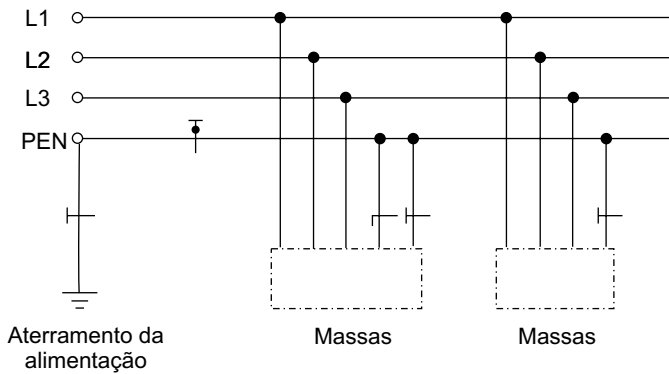 L1
L2
L3
PEN
Aterramento da
alimentação
Massas
Massas